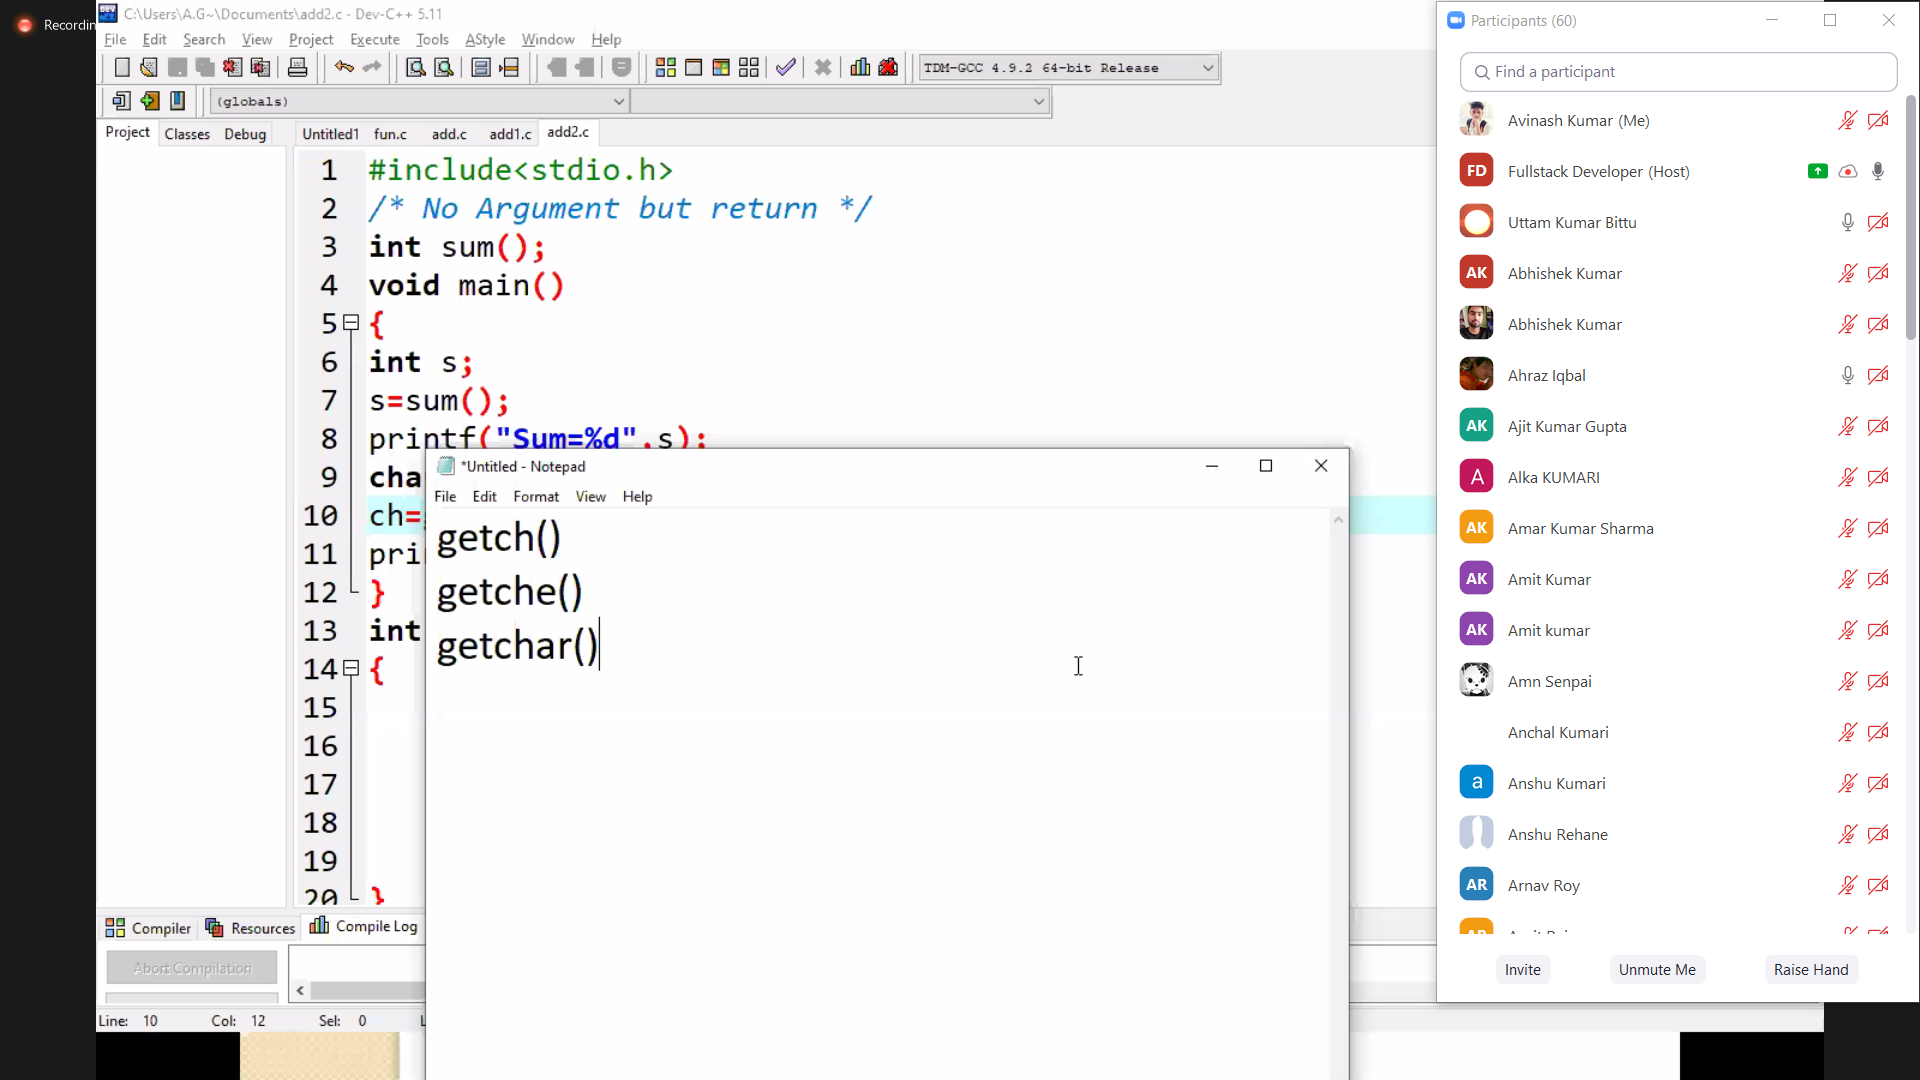 Recordin
C:\Users\A.G~\Documents\add2.c - Dev-C++ 5.11
File Edit Search View Project Execute Tools AStyle Window Help
TDM-GCC 4.9.2 64-bit Release
(globals)
Project Classes Debug
Untitled1 fun.c add.c add1.c add2.c
1 #include<stdio.h>
2 /* No Argument but return */
3 int sum();
4 void main()
5 {
6 int s;
7 s=sum();
8 printf("Sum=%d",s);
9 cha
10 ch=
11 pri
12 }
13 int
14 {
15
16
17
18
19
20 }
*Untitled - Notepad
File Edit Format View Help
getch()
getche()
getchar()
Compiler Resources Compile Log
Abort Compilation
Line: 10 Col: 12 Sel: 0
Participants (60)
Find a participant
Avinash Kumar (Me)
FD Fullstack Developer (Host)
Uttam Kumar Bittu
AK Abhishek Kumar
Abhishek Kumar
Ahraz Iqbal
AK Ajit Kumar Gupta
A Alka KUMARI
AK Amar Kumar Sharma
AK Amit Kumar
AK Amit kumar
Amn Senpai
Anchal Kumari
a Anshu Kumari
Anshu Rehane
AR Arnav Roy
Invite Unmute Me Raise Hand